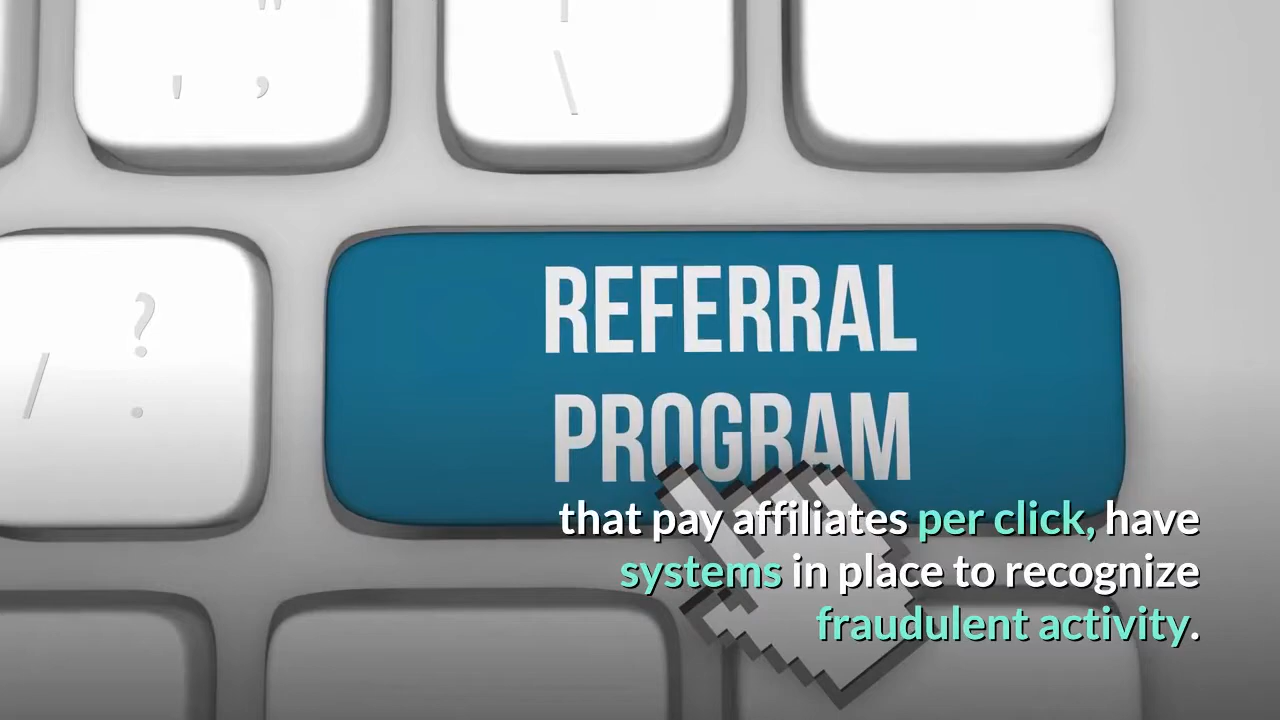 "
' ,
|
\
?
/ .
REFERRAL
PROGRAM
that pay affiliates per click, have
systems in place to recognize
fraudulent activity.